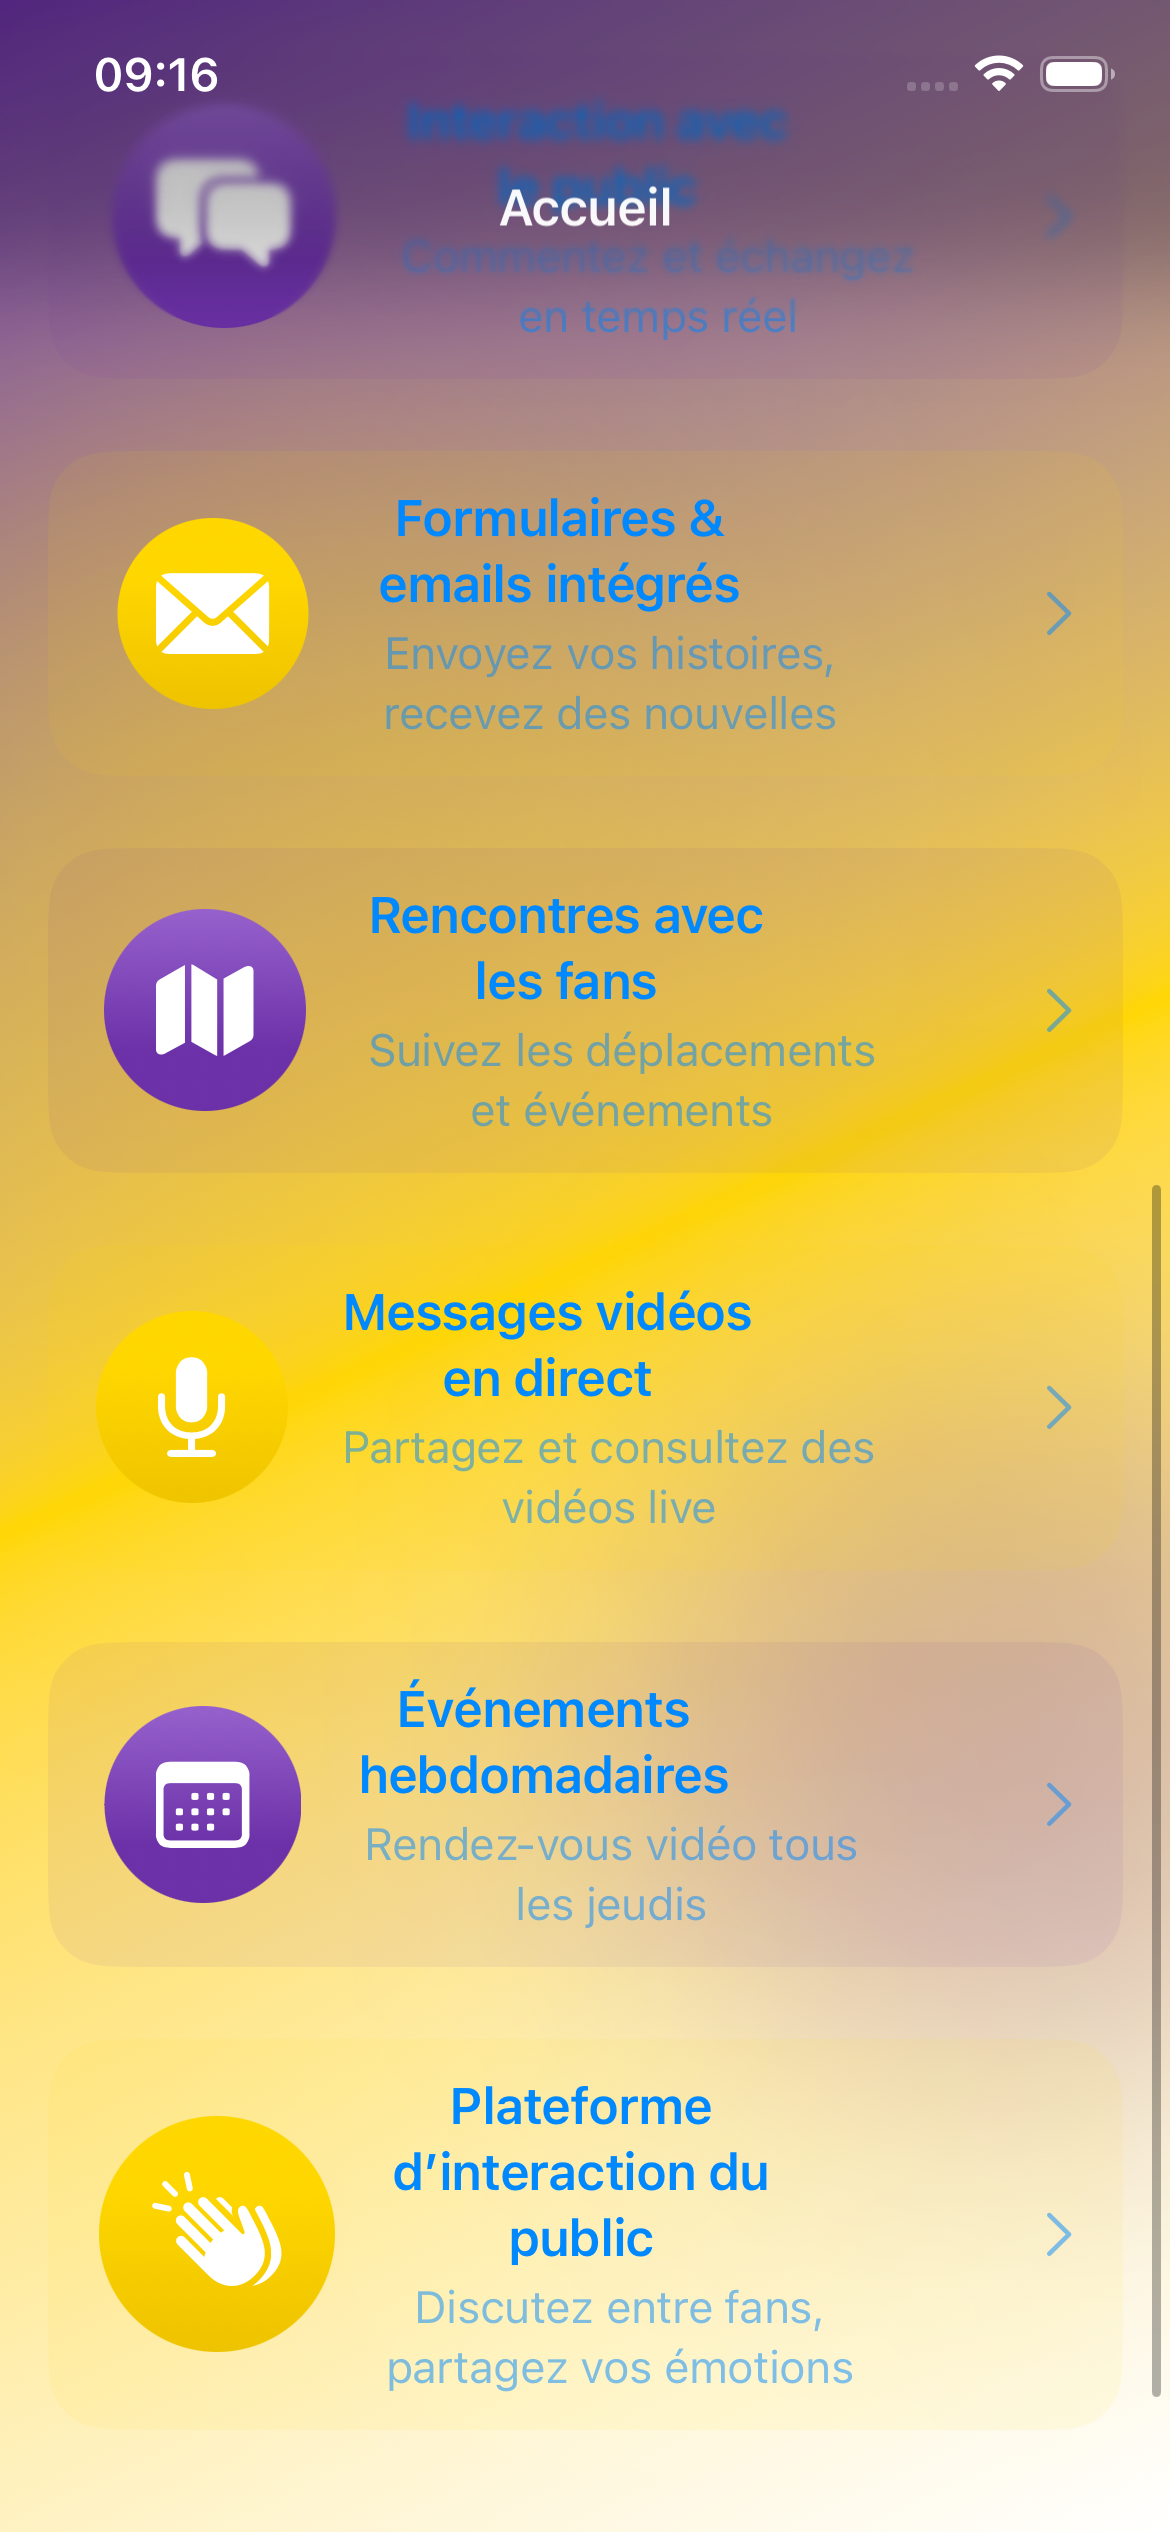 09:16
Interaction avec
le public
Accueil
Commentez et échangez
en temps réel
Formulaires &
emails intégrés
Envoyez vos histoires,
recevez des nouvelles
Rencontres avec
les fans
Suivez les déplacements
et événements
Messages vidéos
en direct
Partagez et consultez des
vidéos live
Événements
hebdomadaires
Rendez-vous vidéo tous
les jeudis
Plateforme
d’interaction du
public
Discutez entre fans,
partagez vos émotions